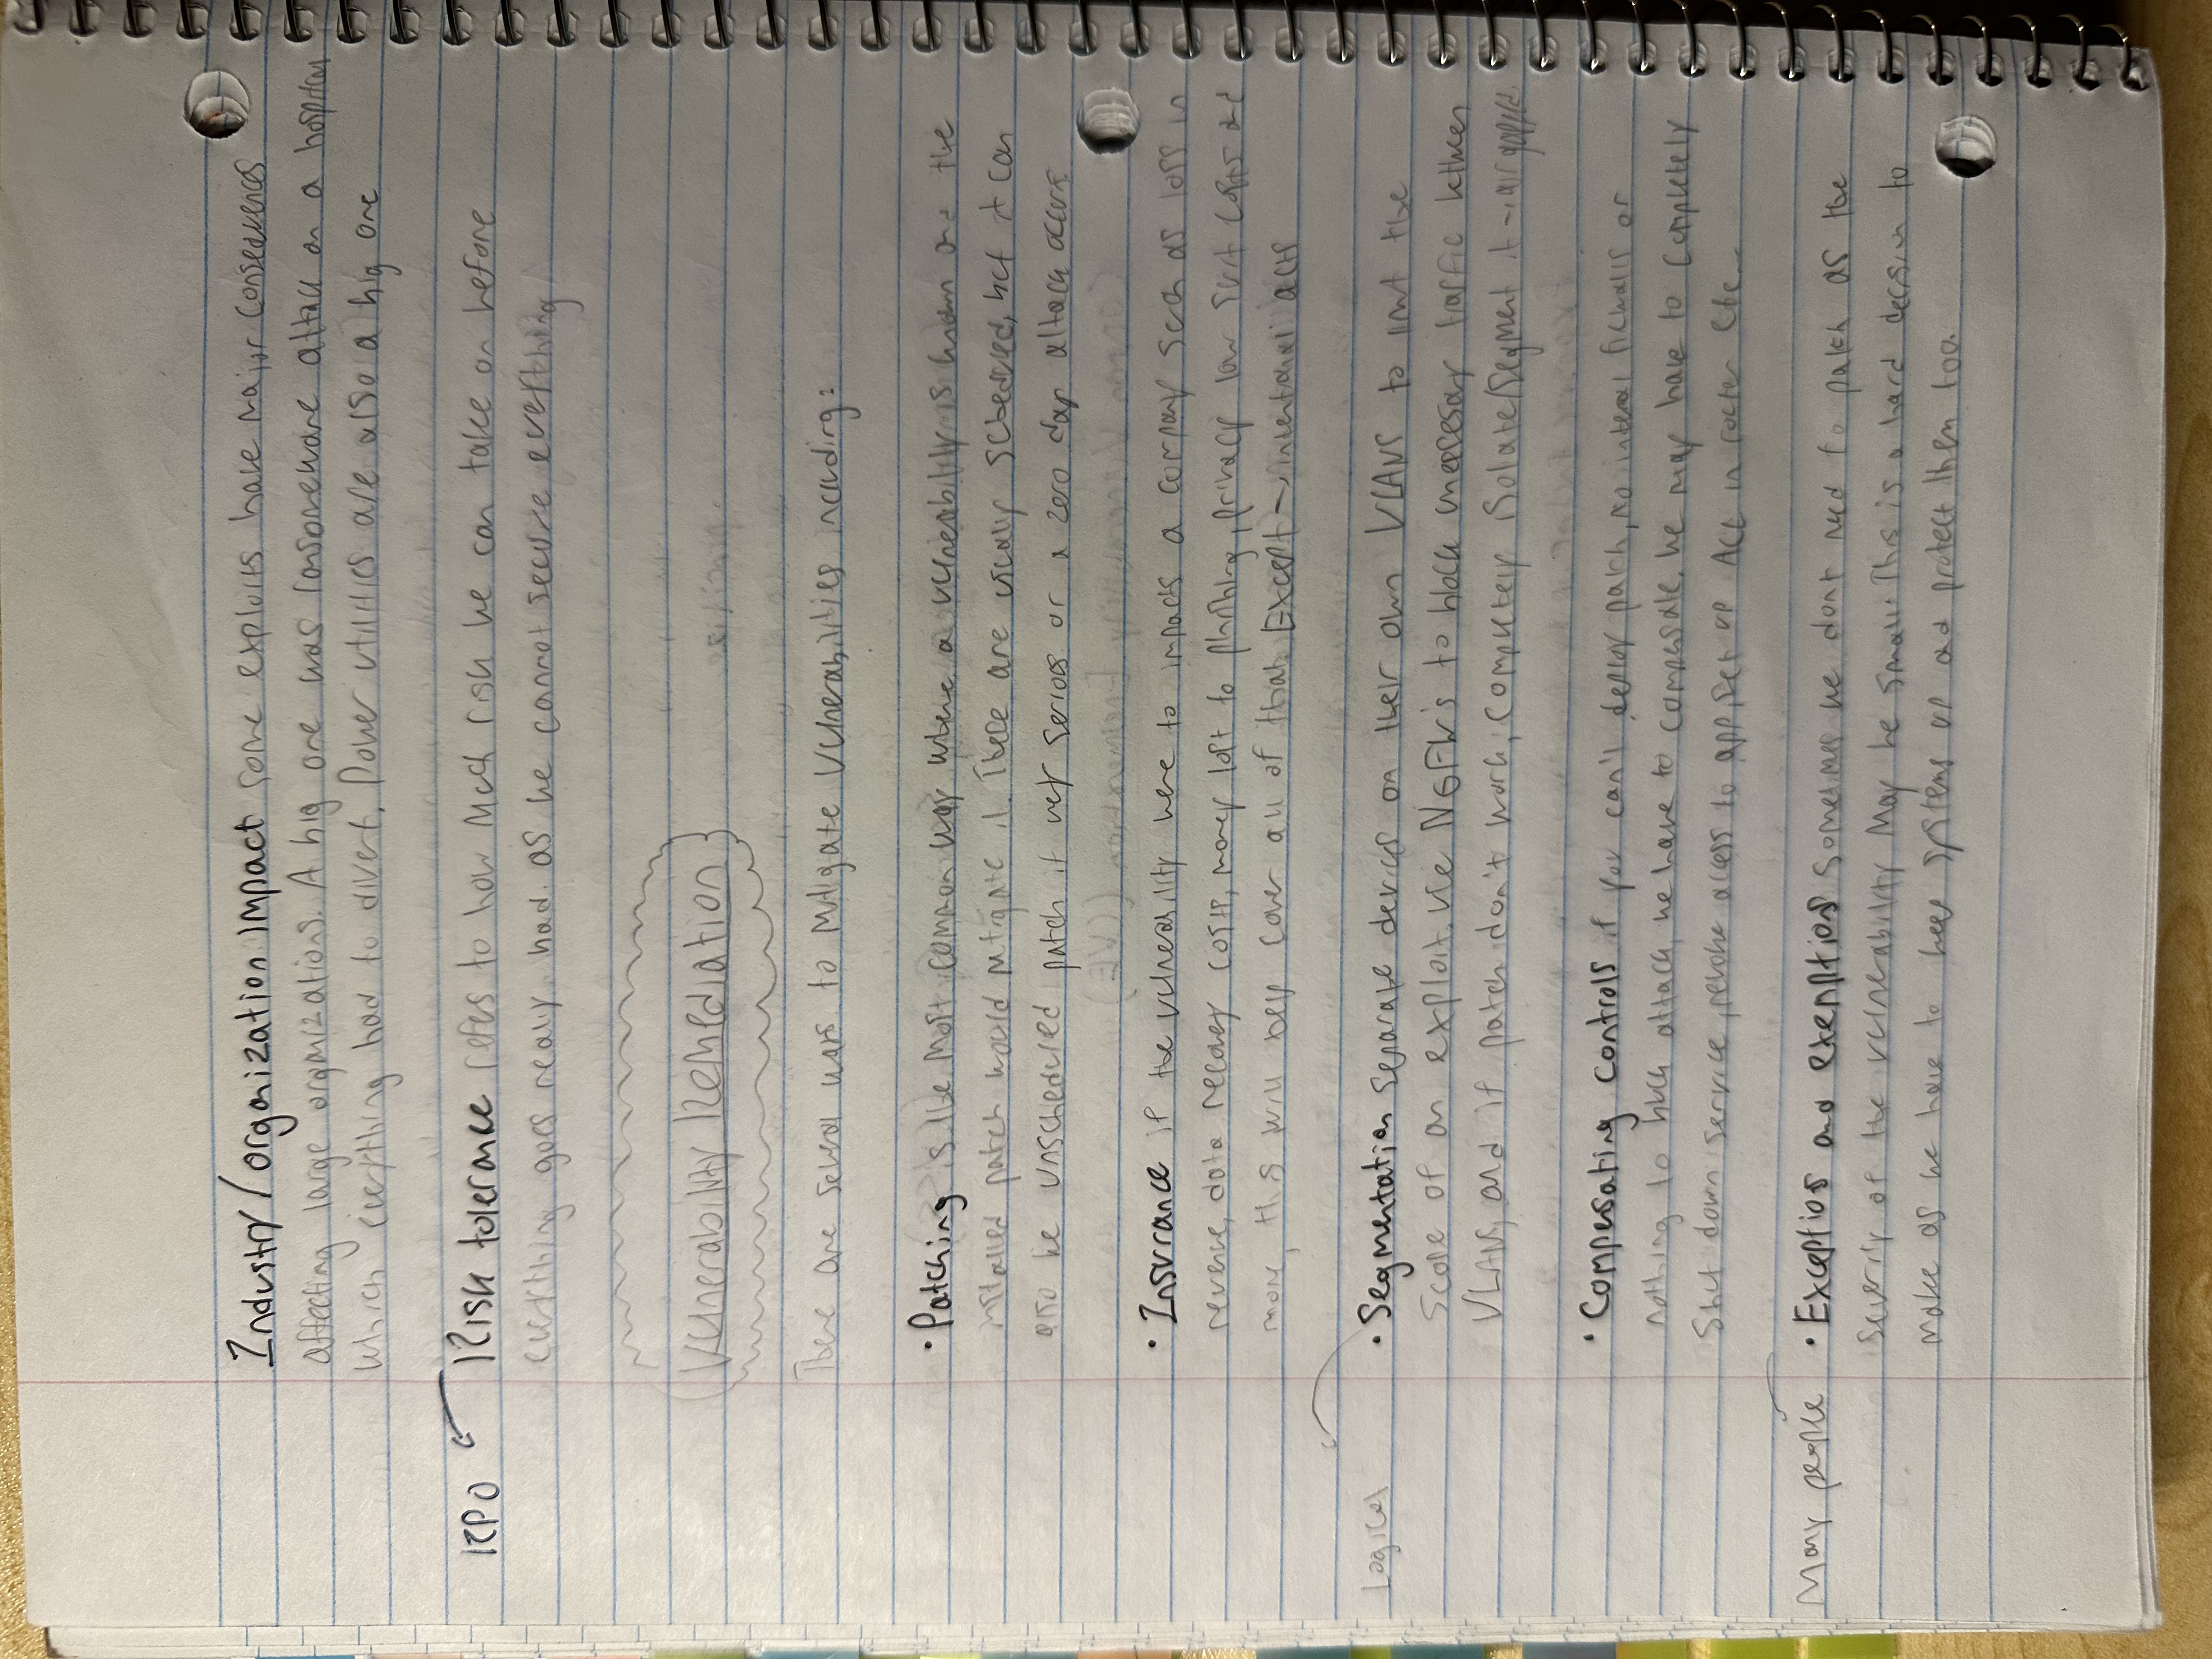 Industry/organization impact some exploits have major consequences
affecting large organizations. A big one was ransomeware attack on a hospital
which everything had to divert. Power utilities are also a big one
RPO
Risk tolerance refers to how much risk we can take on before
everything goes really bad. as we cannot secure everything
Vulnerability Remediation
There are several ways to mitigate vulnerabilities including:
• Patching is the most common way where a vulnerability is known and the
installed patch would mitigate it. These are usually scheduled, but it can
also be unscheduled patch if very serious or a zero day attack occurs.
• Insurance if the vulnerability were to impacts a company such as loss in
revenue, data recovery costs, money lost to phishing, privacy law suit costs and
more, this will help cover all of that. Except → intentional acts
Logical
• Segmentation separate devices on their own VLANS to limit the
scope of an exploit. Use NGFW's to block unecessary traffic between
VLANs, and if patch don't work, completely isolate/segment it → air gapped.
• Compensating controls if you can't deploy patch, no internal firewalls or
nothing to block attack, we have to compensate. We may have to completely
Shut down service, revoke access to app, set up ACL in router etc...
Many people
• Exceptions and exemptions sometimes we dont need to patch as the
severity of the vulnerability may be small. This is a hard decision to
make as we have to keep systems up and protect them too.